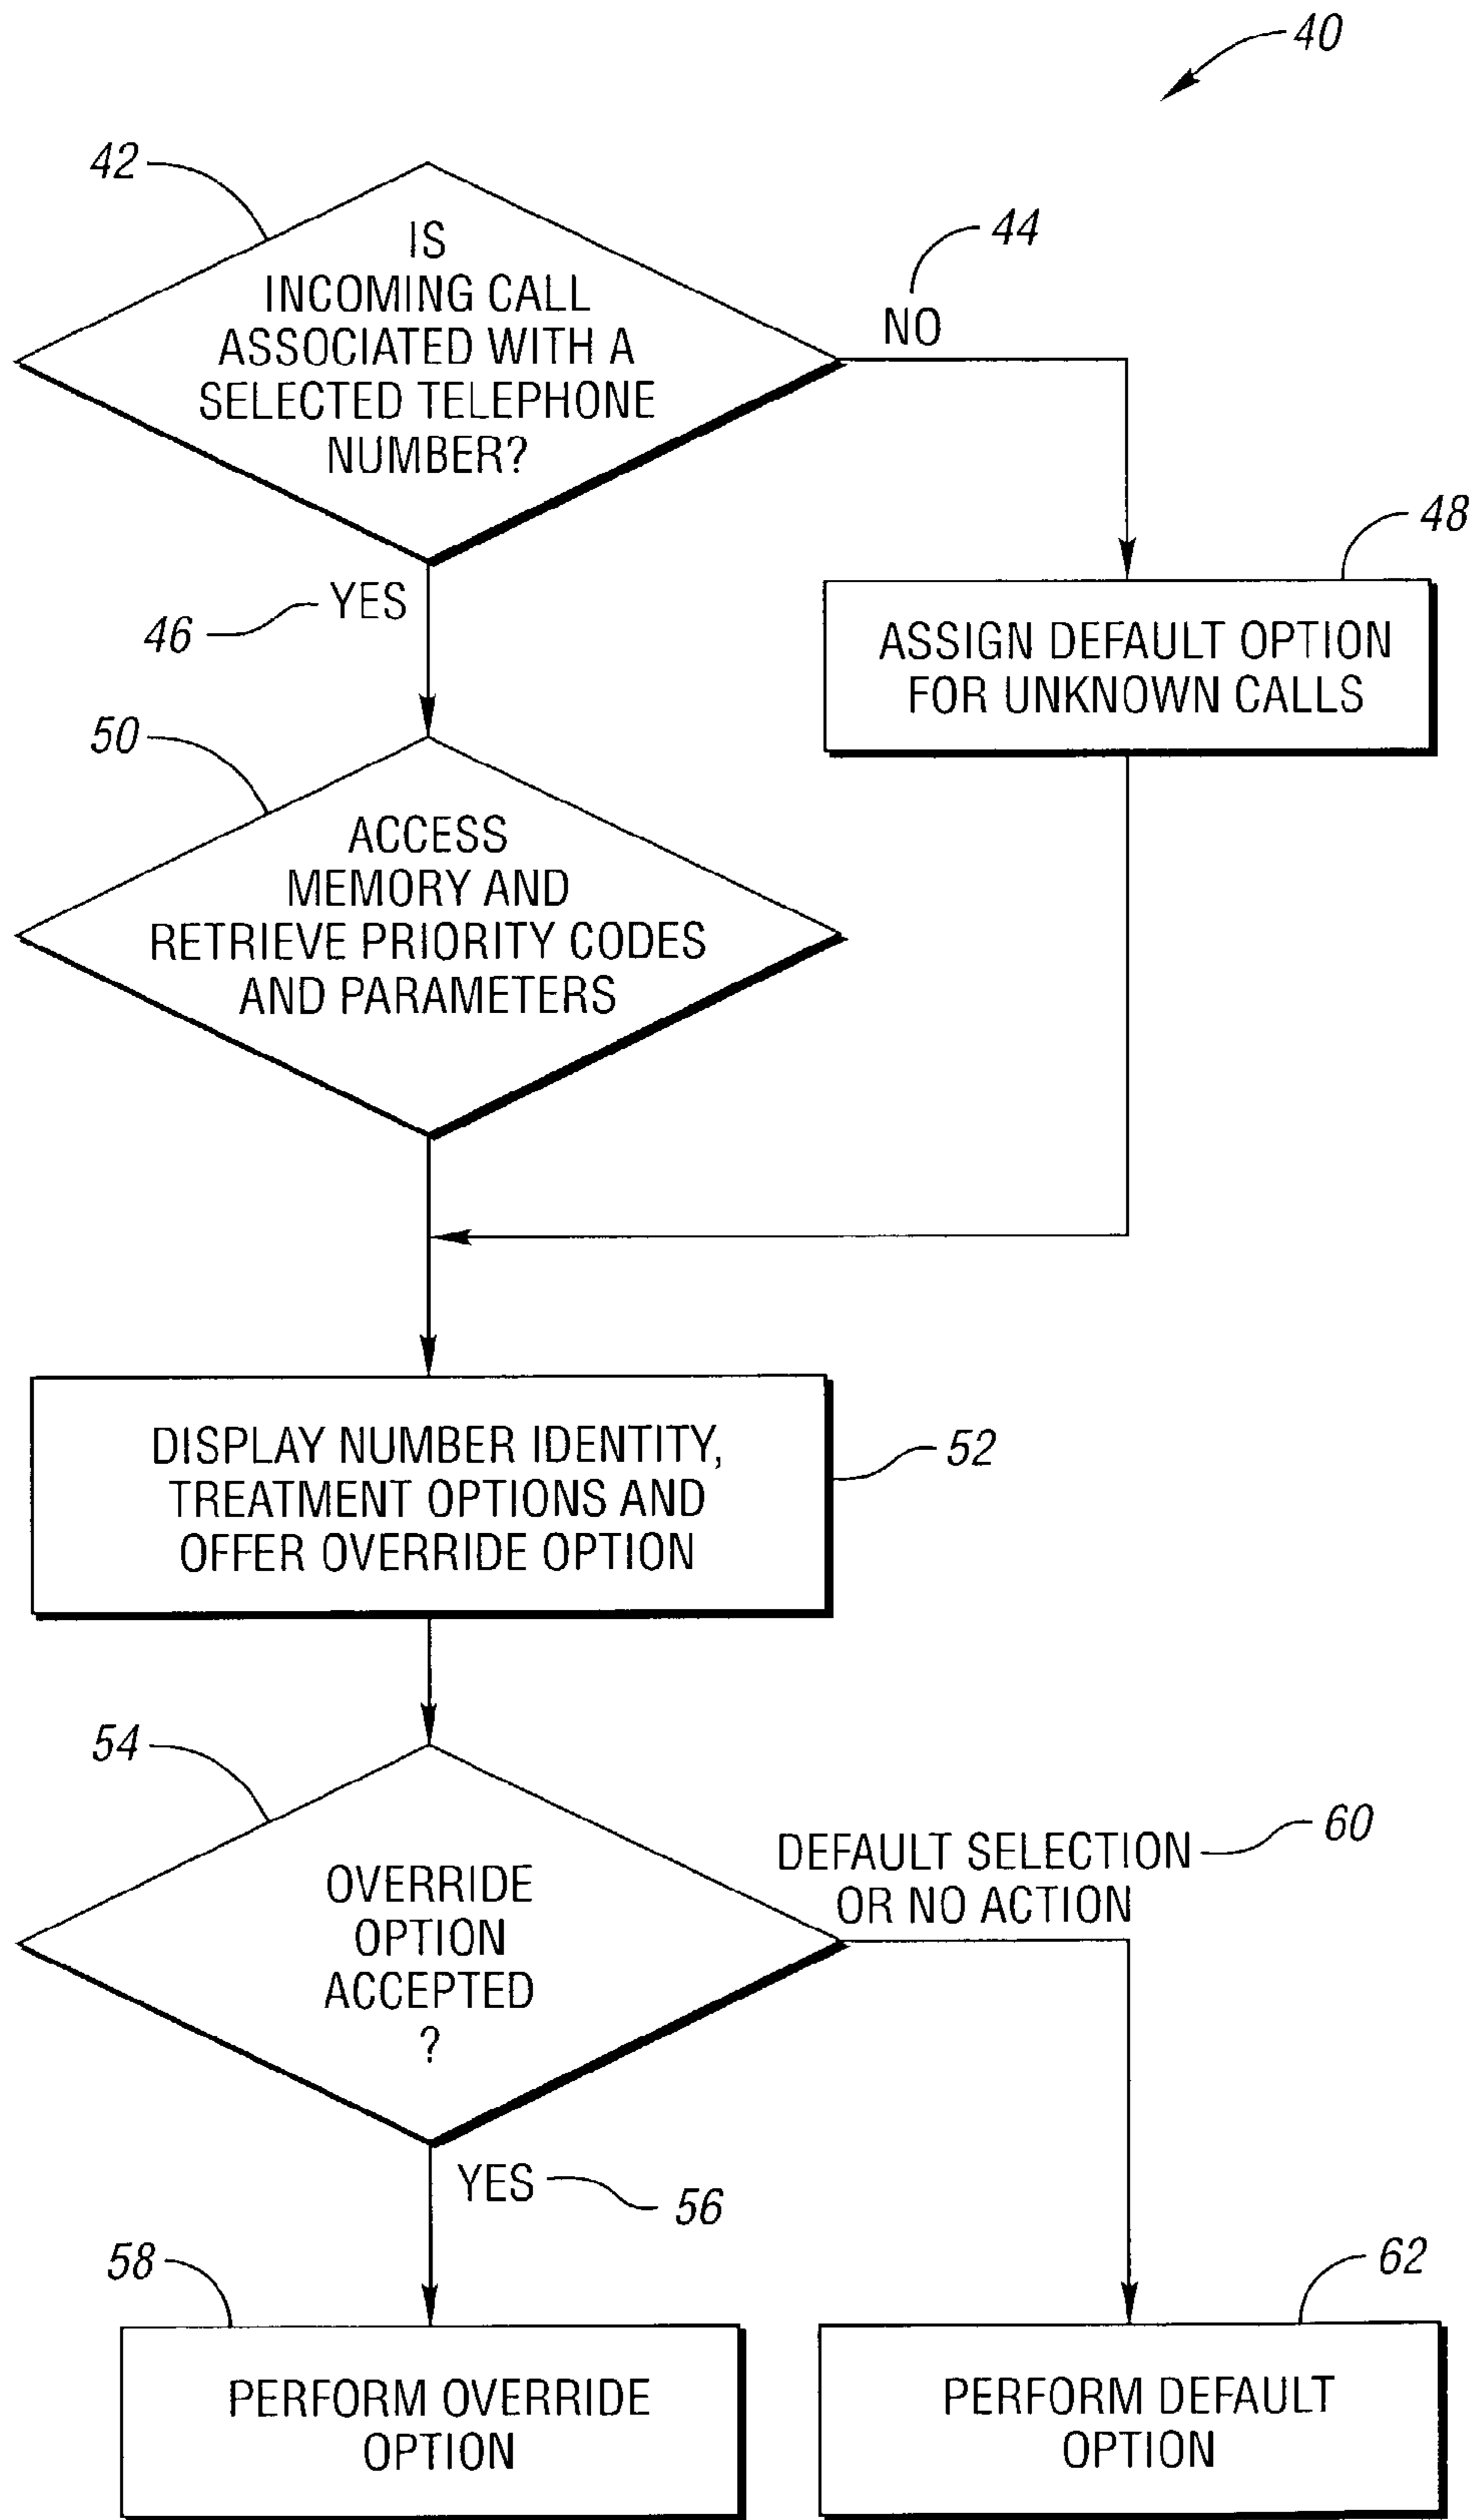 40
42
IS
INCOMING CALL
ASSOCIATED WITH A
SELECTED TELEPHONE
NUMBER?
44
NO
46
YES
48
ASSIGN DEFAULT OPTION
FOR UNKNOWN CALLS
50
ACCESS
MEMORY AND
RETRIEVE PRIORITY CODES
AND PARAMETERS
DISPLAY NUMBER IDENTITY,
TREATMENT OPTIONS AND
OFFER OVERRIDE OPTION
52
54
OVERRIDE
OPTION
ACCEPTED
?
DEFAULT SELECTION
OR NO ACTION
60
YES
56
58
PERFORM OVERRIDE
OPTION
62
PERFORM DEFAULT
OPTION